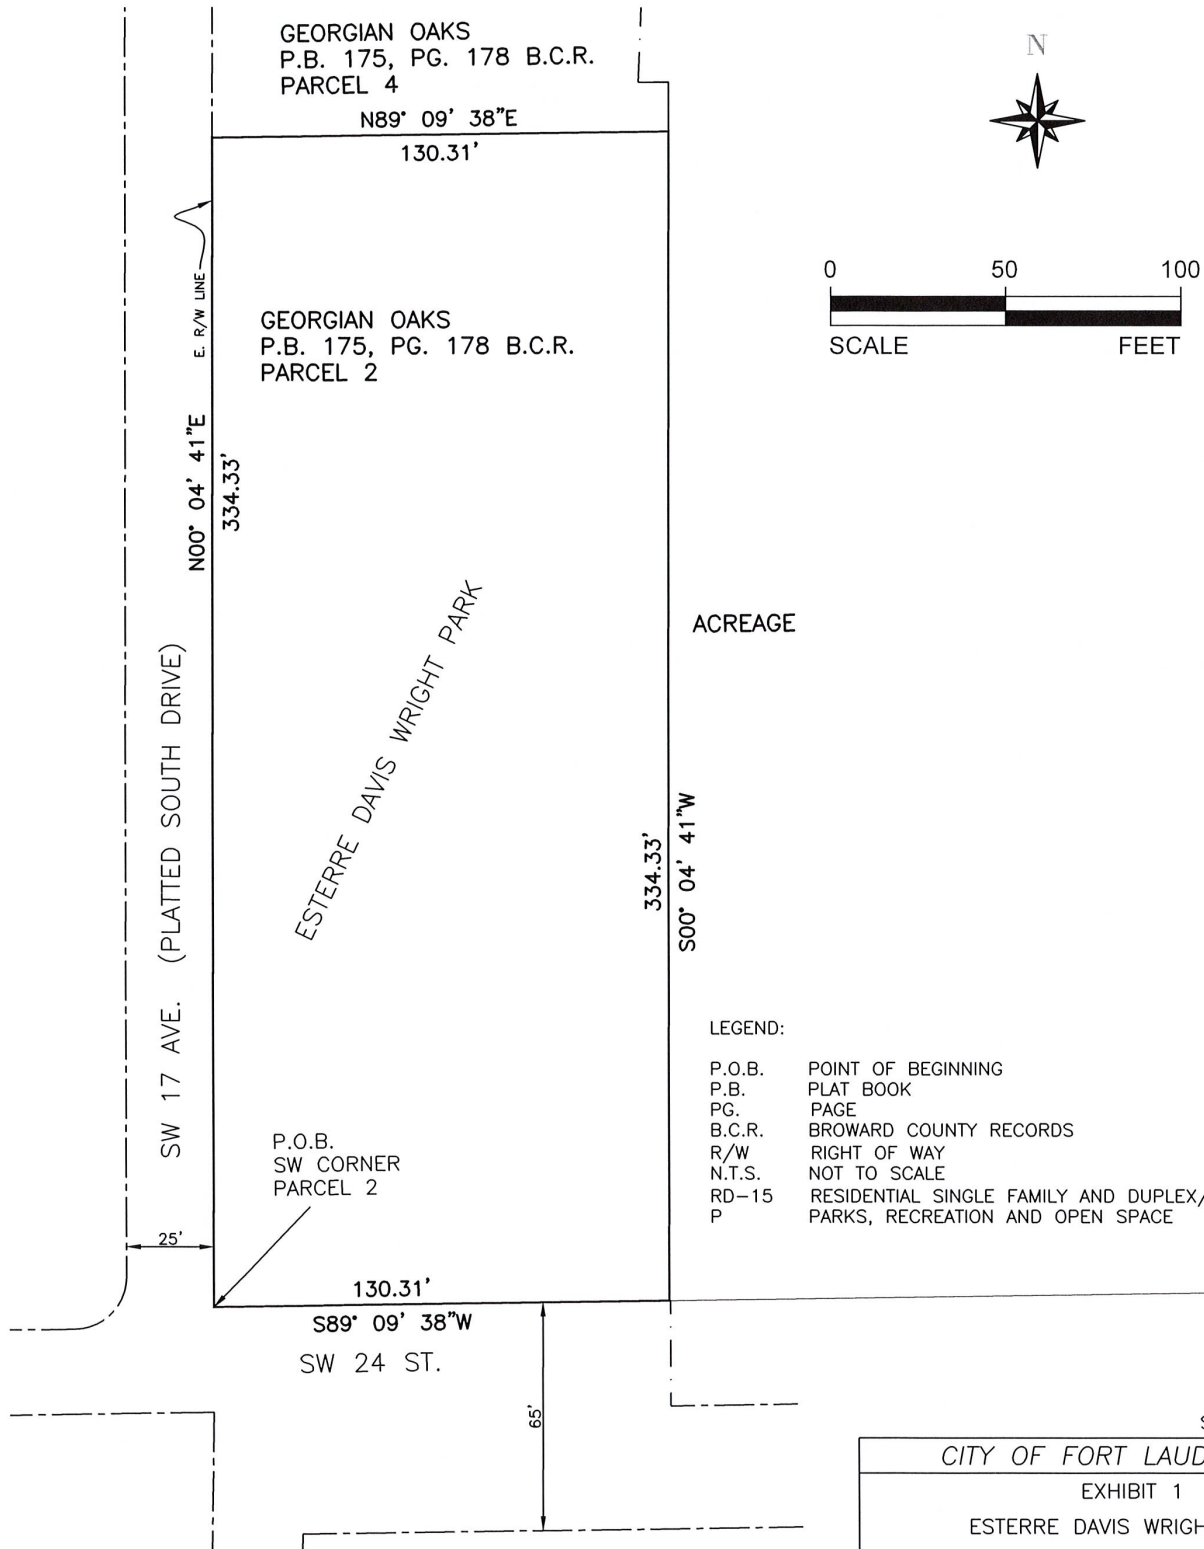 GEORGIAN OAKS
P.B. 175, PG. 178 B.C.R.
PARCEL 4
N
N89° 09' 38"E
130.31'
0 50 100
SCALE FEET
E. R/W LINE
GEORGIAN OAKS
P.B. 175, PG. 178 B.C.R.
PARCEL 2
N00° 04' 41"E
334.33'
ESTERRE DAVIS WRIGHT PARK
ACREAGE
SW 17 AVE. (PLATTED SOUTH DRIVE)
334.33'
S00° 04' 41"W
LEGEND:
P.O.B. POINT OF BEGINNING
P.B. PLAT BOOK
PG. PAGE
B.C.R. BROWARD COUNTY RECORDS
R/W RIGHT OF WAY
N.T.S. NOT TO SCALE
RD-15 RESIDENTIAL SINGLE FAMILY AND DUPLEX/
P PARKS, RECREATION AND OPEN SPACE
P.O.B.
SW CORNER
PARCEL 2
25'
130.31'
S89° 09' 38"W
SW 24 ST.
65'
CITY OF FORT LAUD
EXHIBIT 1
ESTERRE DAVIS WRIGH